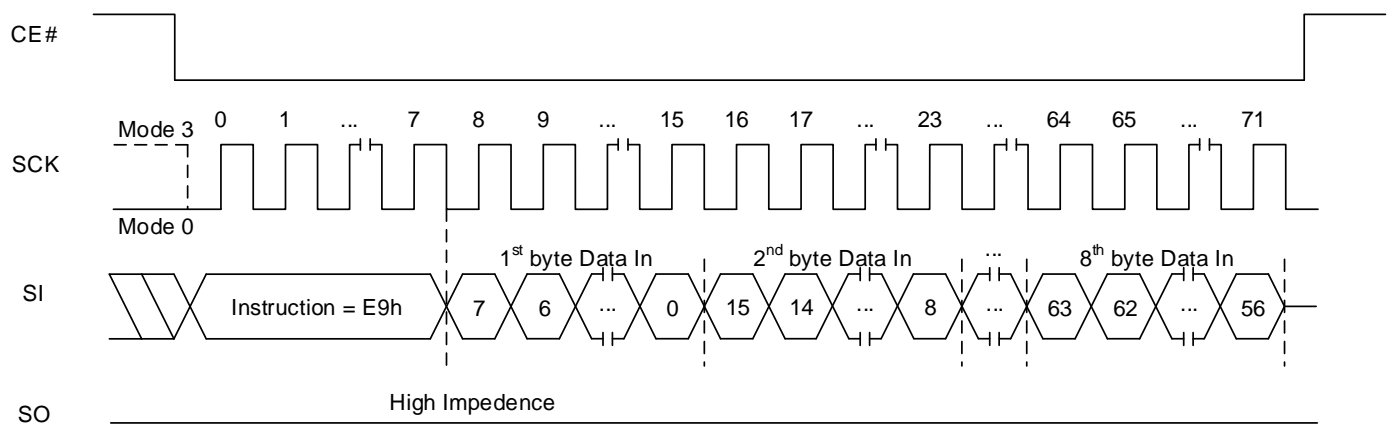 CE#
0 1 ... 7 8 9 ... 15 16 17 ... 23 ... 64 65 ... 71
Mode 3
SCK
Mode 0
1st byte Data In 2nd byte Data In ... 8th byte Data In
SI Instruction = E9h 7 6 ... 0 15 14 ... 8 ... 63 62 ... 56
High Impedence
SO